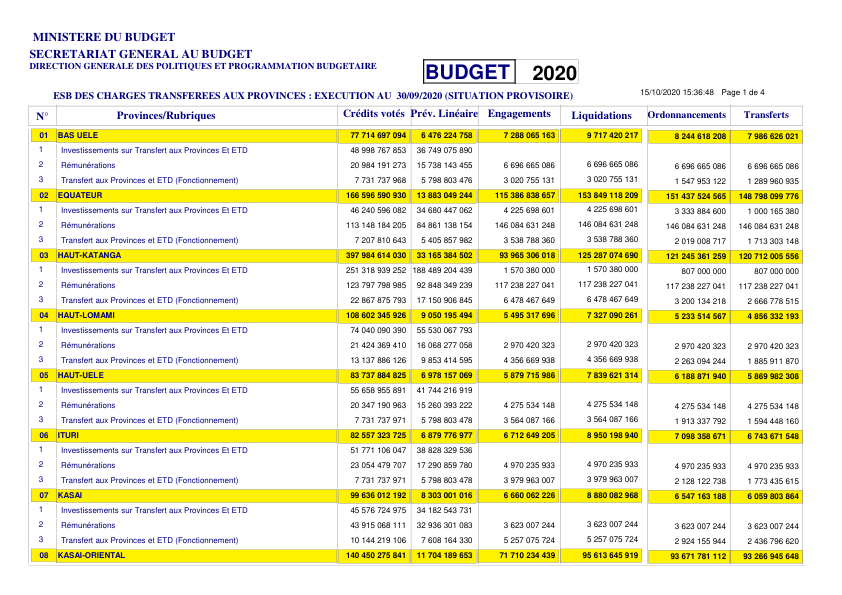 MINISTERE DU BUDGET
SECRETARIAT GENERAL AU BUDGET
DIRECTION GENERALE DES POLITIQUES ET PROGRAMMATION BUDGETAIRE
BUDGET 2020
ESB DES CHARGES TRANSFEREES AUX PROVINCES : EXECUTION AU 30/09/2020 (SITUATION PROVISOIRE)
15/10/2020 15:36:48 Page 1 de 4
N° Provinces/Rubriques Crédits votés Prév. Linéaire Engagements Liquidations Ordonnancements Transferts
01 BAS UELE 77 714 697 094 6 476 224 758 7 288 065 163 9 717 420 217 8 244 618 208 7 986 626 021
1 Investissements sur Transfert aux Provinces Et ETD 48 998 767 853 36 749 075 890
2 Rémunérations 20 984 191 273 15 738 143 455 6 696 665 086 6 696 665 086 6 696 665 086 6 696 665 086
3 Transfert aux Provinces et ETD (Fonctionnement) 7 731 737 968 5 798 803 476 3 020 755 131 3 020 755 131 1 547 953 122 1 289 960 935
02 EQUATEUR 166 596 590 930 13 883 049 244 115 386 838 657 153 849 118 209 151 437 524 565 148 798 099 776
1 Investissements sur Transfert aux Provinces Et ETD 46 240 596 082 34 680 447 062 4 225 698 601 4 225 698 601 3 333 884 600 1 000 165 380
2 Rémunérations 113 148 184 205 84 861 138 154 146 084 631 248 146 084 631 248 146 084 631 248 146 084 631 248
3 Transfert aux Provinces et ETD (Fonctionnement) 7 207 810 643 5 405 857 982 3 538 788 360 3 538 788 360 2 019 008 717 1 713 303 148
03 HAUT-KATANGA 397 984 614 030 33 165 384 502 93 965 306 018 125 287 074 690 121 245 361 259 120 712 005 556
1 Investissements sur Transfert aux Provinces Et ETD 251 318 939 252 188 489 204 439 1 570 380 000 1 570 380 000 807 000 000 807 000 000
2 Rémunérations 123 797 798 985 92 848 349 239 117 238 227 041 117 238 227 041 117 238 227 041 117 238 227 041
3 Transfert aux Provinces et ETD (Fonctionnement) 22 867 875 793 17 150 906 845 6 478 467 649 6 478 467 649 3 200 134 218 2 666 778 515
04 HAUT-LOMAMI 108 602 345 926 9 050 195 494 5 495 317 696 7 327 090 261 5 233 514 567 4 856 332 193
1 Investissements sur Transfert aux Provinces Et ETD 74 040 090 390 55 530 067 793
2 Rémunérations 21 424 369 410 16 068 277 058 2 970 420 323 2 970 420 323 2 970 420 323 2 970 420 323
3 Transfert aux Provinces et ETD (Fonctionnement) 13 137 886 126 9 853 414 595 4 356 669 938 4 356 669 938 2 263 094 244 1 885 911 870
05 HAUT-UELE 83 737 884 825 6 978 157 069 5 879 715 986 7 839 621 314 6 188 871 940 5 869 982 308
1 Investissements sur Transfert aux Provinces Et ETD 55 658 955 891 41 744 216 919
2 Rémunérations 20 347 190 963 15 260 393 222 4 275 534 148 4 275 534 148 4 275 534 148 4 275 534 148
3 Transfert aux Provinces et ETD (Fonctionnement) 7 731 737 971 5 798 803 478 3 564 087 166 3 564 087 166 1 913 337 792 1 594 448 160
06 ITURI 82 557 323 725 6 879 776 977 6 712 649 205 8 950 198 940 7 098 358 671 6 743 671 548
1 Investissements sur Transfert aux Provinces Et ETD 51 771 106 047 38 828 329 536
2 Rémunérations 23 054 479 707 17 290 859 780 4 970 235 933 4 970 235 933 4 970 235 933 4 970 235 933
3 Transfert aux Provinces et ETD (Fonctionnement) 7 731 737 971 5 798 803 478 3 979 963 007 3 979 963 007 2 128 122 738 1 773 435 615
07 KASAI 99 636 012 192 8 303 001 016 6 660 062 226 8 880 082 968 6 547 163 188 6 059 803 864
1 Investissements sur Transfert aux Provinces Et ETD 45 576 724 975 34 182 543 731
2 Rémunérations 43 915 068 111 32 936 301 083 3 623 007 244 3 623 007 244 3 623 007 244 3 623 007 244
3 Transfert aux Provinces et ETD (Fonctionnement) 10 144 219 106 7 608 164 330 5 257 075 724 5 257 075 724 2 924 155 944 2 436 796 620
08 KASAI-ORIENTAL 140 450 275 841 11 704 189 653 71 710 234 439 95 613 645 919 93 671 781 112 93 266 945 648